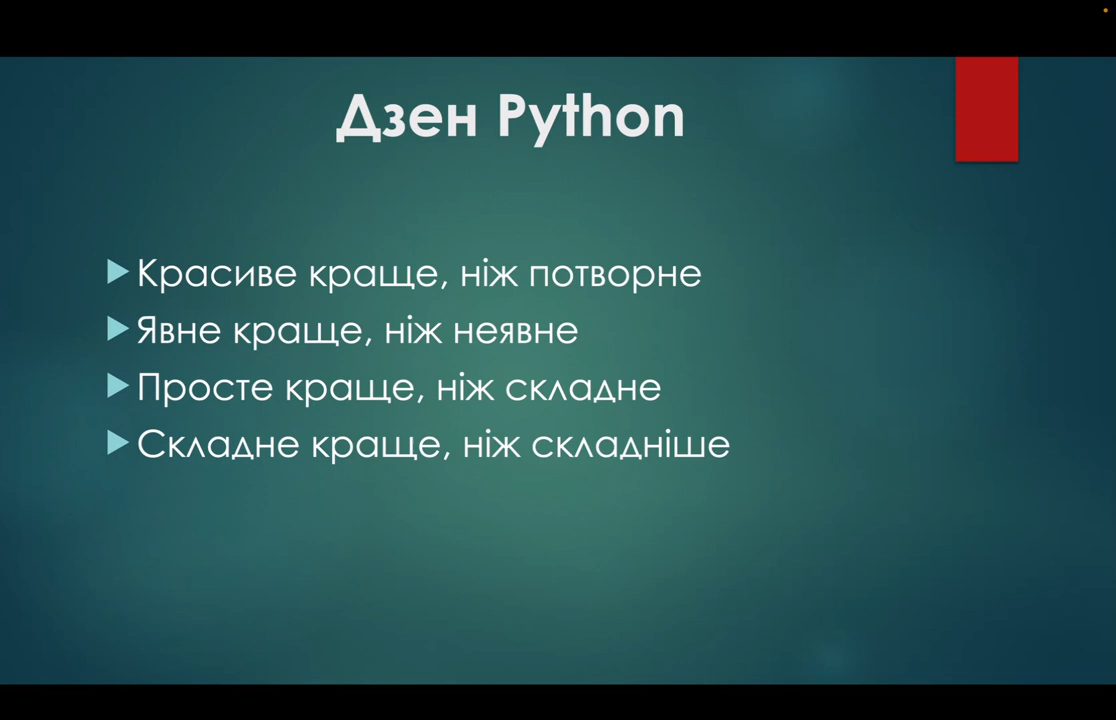 Дзен Python
Красиве краще, ніж потворне
Явне краще, ніж неявне
Просте краще, ніж складне
Складне краще, ніж складніше